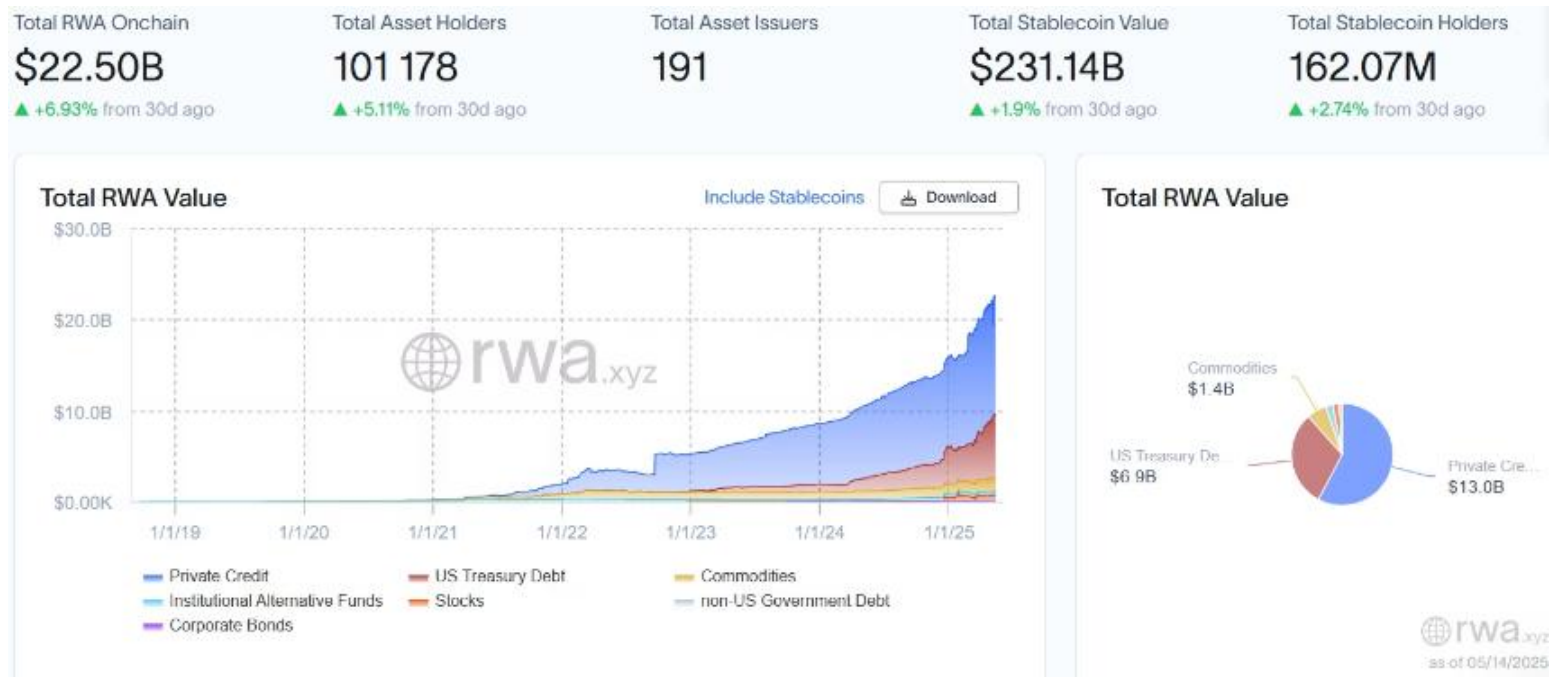 Total RWA Onchain
$22.50B
▲ +6.93% from 30d ago
Total Asset Holders
101 178
▲ +5.11% from 30d ago
Total Asset Issuers
191
Total Stablecoin Value
$231.14B
▲ +1.9% from 30d ago
Total Stablecoin Holders
162.07M
▲ +2.74% from 30d ago
Total RWA Value
Include Stablecoins
Download
$30.0B
$20.0B
$10.0B
$0.00K
rwa.xyz
1/1/19 1/1/20 1/1/21 1/1/22 1/1/23 1/1/24 1/1/25
Private Credit
US Treasury Debt
Commodities
Institutional Alternative Funds
Stocks
non-US Government Debt
Corporate Bonds
Total RWA Value
Commodities
$1.4B
US Treasury De...
$6.9B
Private Cre...
$13.0B
rwa.xyz
as of 05/14/2025